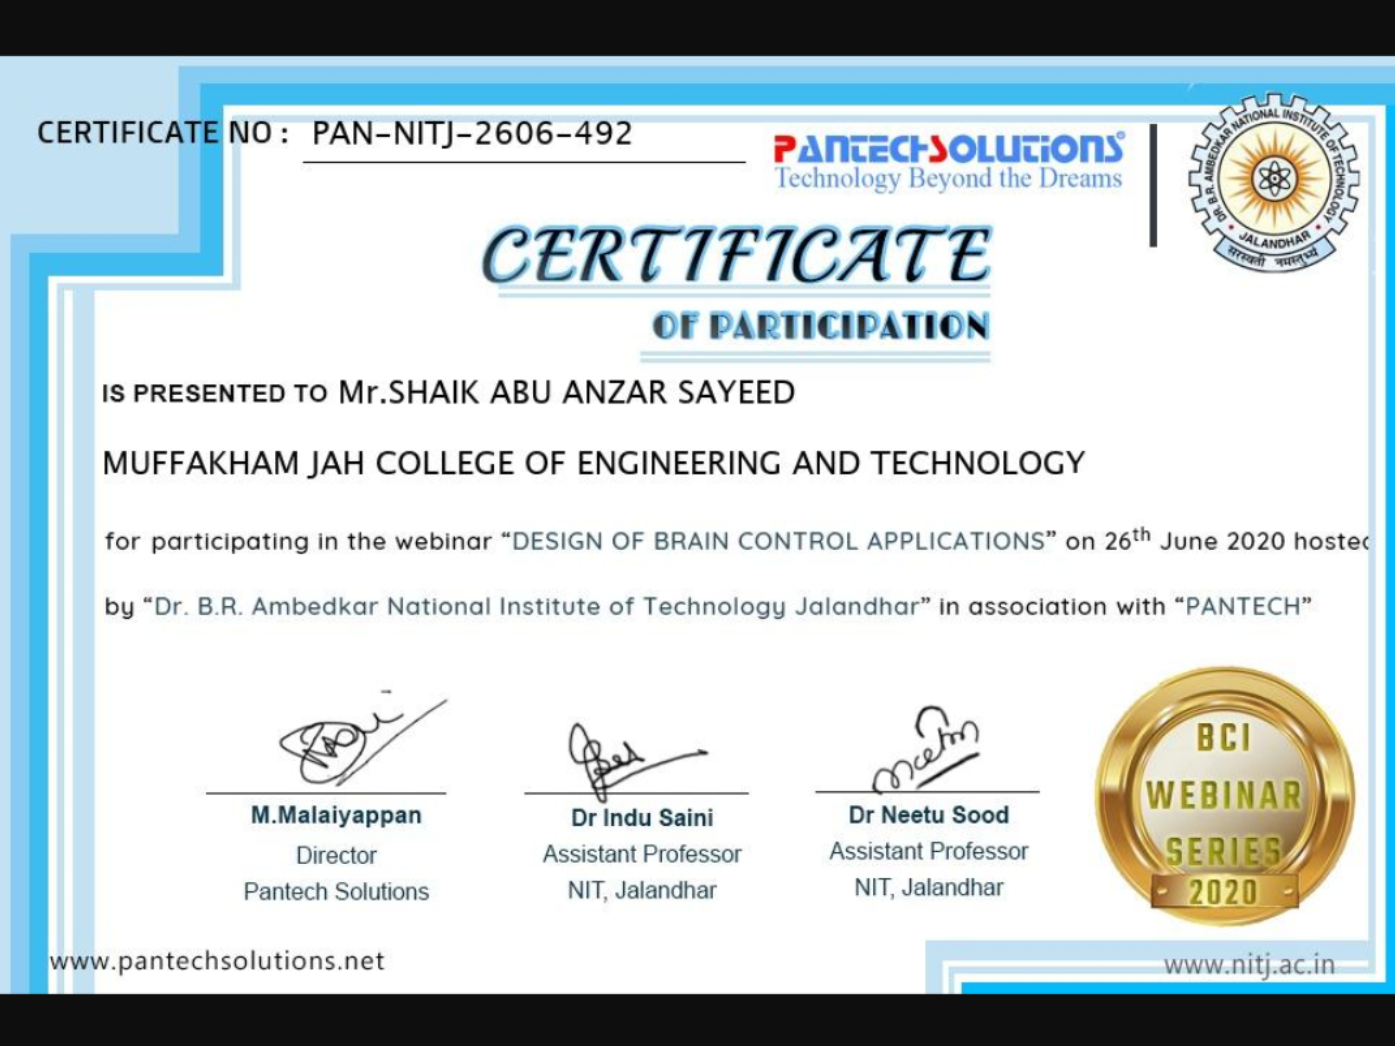 CERTIFICATE NO : PAN-NITJ-2606-492
PANTECHSOLUTIONS®
Technology Beyond the Dreams
DR. B.R. AMBEDKAR NATIONAL INSTITUTE OF TECHNOLOGY
JALANDHAR
सरस्वती नमस्तुभ्यं
CERTIFICATE
OF PARTICIPATION
IS PRESENTED TO Mr.SHAIK ABU ANZAR SAYEED
MUFFAKHAM JAH COLLEGE OF ENGINEERING AND TECHNOLOGY
for participating in the webinar “DESIGN OF BRAIN CONTROL APPLICATIONS” on 26th June 2020 hosted
by “Dr. B.R. Ambedkar National Institute of Technology Jalandhar” in association with “PANTECH”
M.Malaiyappan
Director
Pantech Solutions
Dr Indu Saini
Assistant Professor
NIT, Jalandhar
Neetu
Dr Neetu Sood
Assistant Professor
NIT, Jalandhar
BCI
WEBINAR
SERIES
2020
www.pantechsolutions.net
www.nitj.ac.in